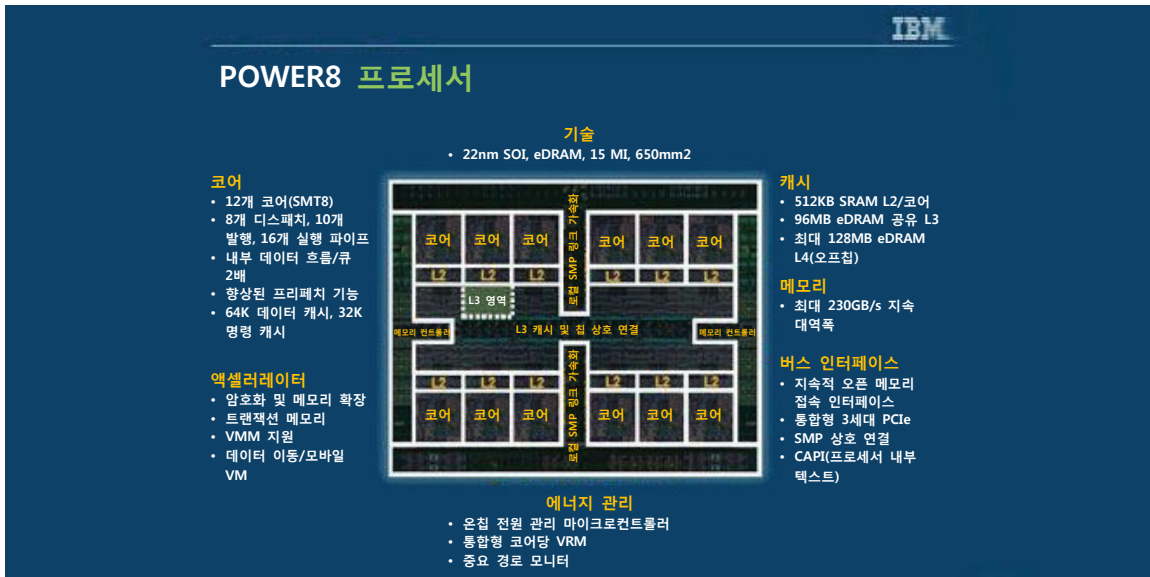 IBM
POWER8 프로세서
기술
• 22nm SOI, eDRAM, 15 MI, 650mm2
코어
• 12개 코어(SMT8)
• 8개 디스패치, 10개
발행, 16개 실행 파이프
• 내부 데이터 흐름/큐
2배
• 향상된 프리페치 기능
• 64K 데이터 캐시, 32K
명령 캐시
액셀러레이터
• 암호화 및 메모리 확장
• 트랜잭션 메모리
• VMM 지원
• 데이터 이동/모바일
VM
코어 코어 코어 코어 코어 코어
L2 L2 L2 L2 L2 L2
L3 영역
로컬 SMP 링크 가속화
메모리 컨트롤러
L3 캐시 및 칩 상호 연결
메모리 컨트롤러
로컬 SMP 링크 가속화
L2 L2 L2 L2 L2 L2
코어 코어 코어 코어 코어 코어
캐시
• 512KB SRAM L2/코어
• 96MB eDRAM 공유 L3
• 최대 128MB eDRAM
L4(오프칩)
메모리
• 최대 230GB/s 지속
대역폭
버스 인터페이스
• 지속적 오픈 메모리
접속 인터페이스
• 통합형 3세대 PCIe
• SMP 상호 연결
• CAPI(프로세서 내부
텍스트)
에너지 관리
• 온칩 전원 관리 마이크로컨트롤러
• 통합형 코어당 VRM
• 중요 경로 모니터